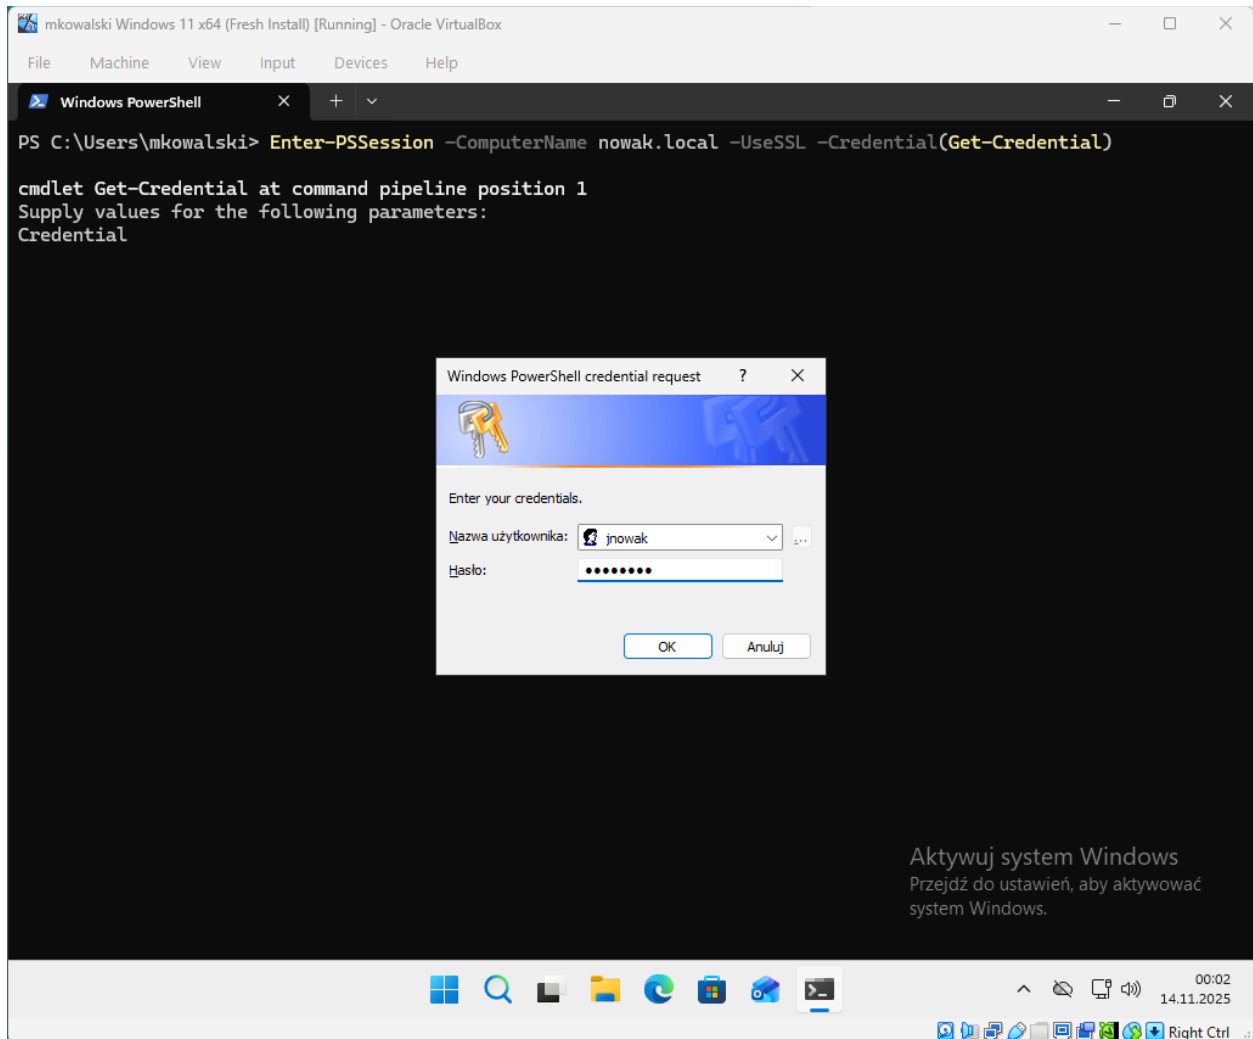 mkowalski Windows 11 x64 (Fresh Install) [Running] - Oracle VirtualBox
File Machine View Input Devices Help
Windows PowerShell
PS C:\Users\mkowalski> Enter-PSSession -ComputerName nowak.local -UseSSL -Credential(Get-Credential)
cmdlet Get-Credential at command pipeline position 1
Supply values for the following parameters:
Credential
Windows PowerShell credential request ?
Enter your credentials.
Nazwa użytkownika: jnowak ...
Hasło: ●●●●●●●●
OK Anuluj
Aktywuj system Windows
Przejdź do ustawień, aby aktywować
system Windows.
00:02
14.11.2025
Right Ctrl